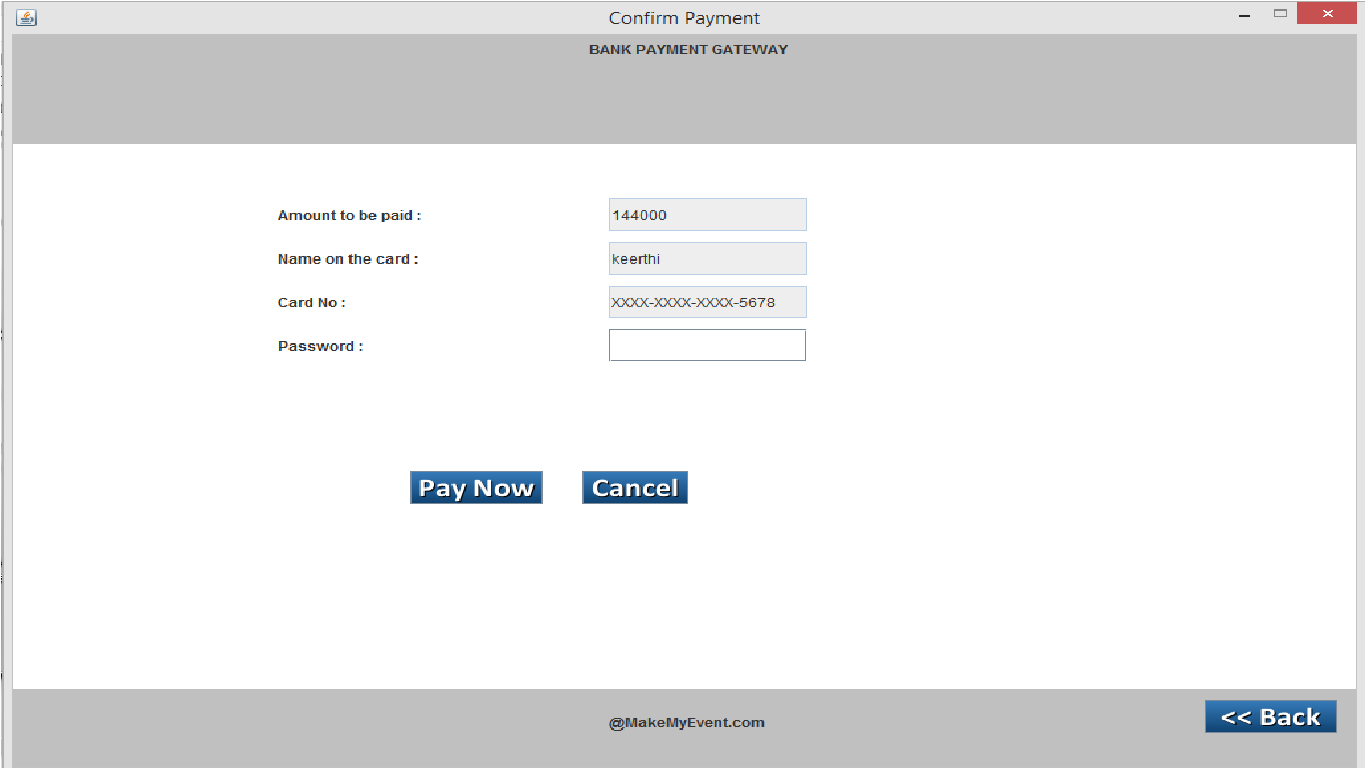 Confirm Payment
BANK PAYMENT GATEWAY
Amount to be paid : 144000
Name on the card : keerthi
Card No : XXXX-XXXX-XXXX-5678
Password :
Pay Now Cancel
@MakeMyEvent.com
<< Back